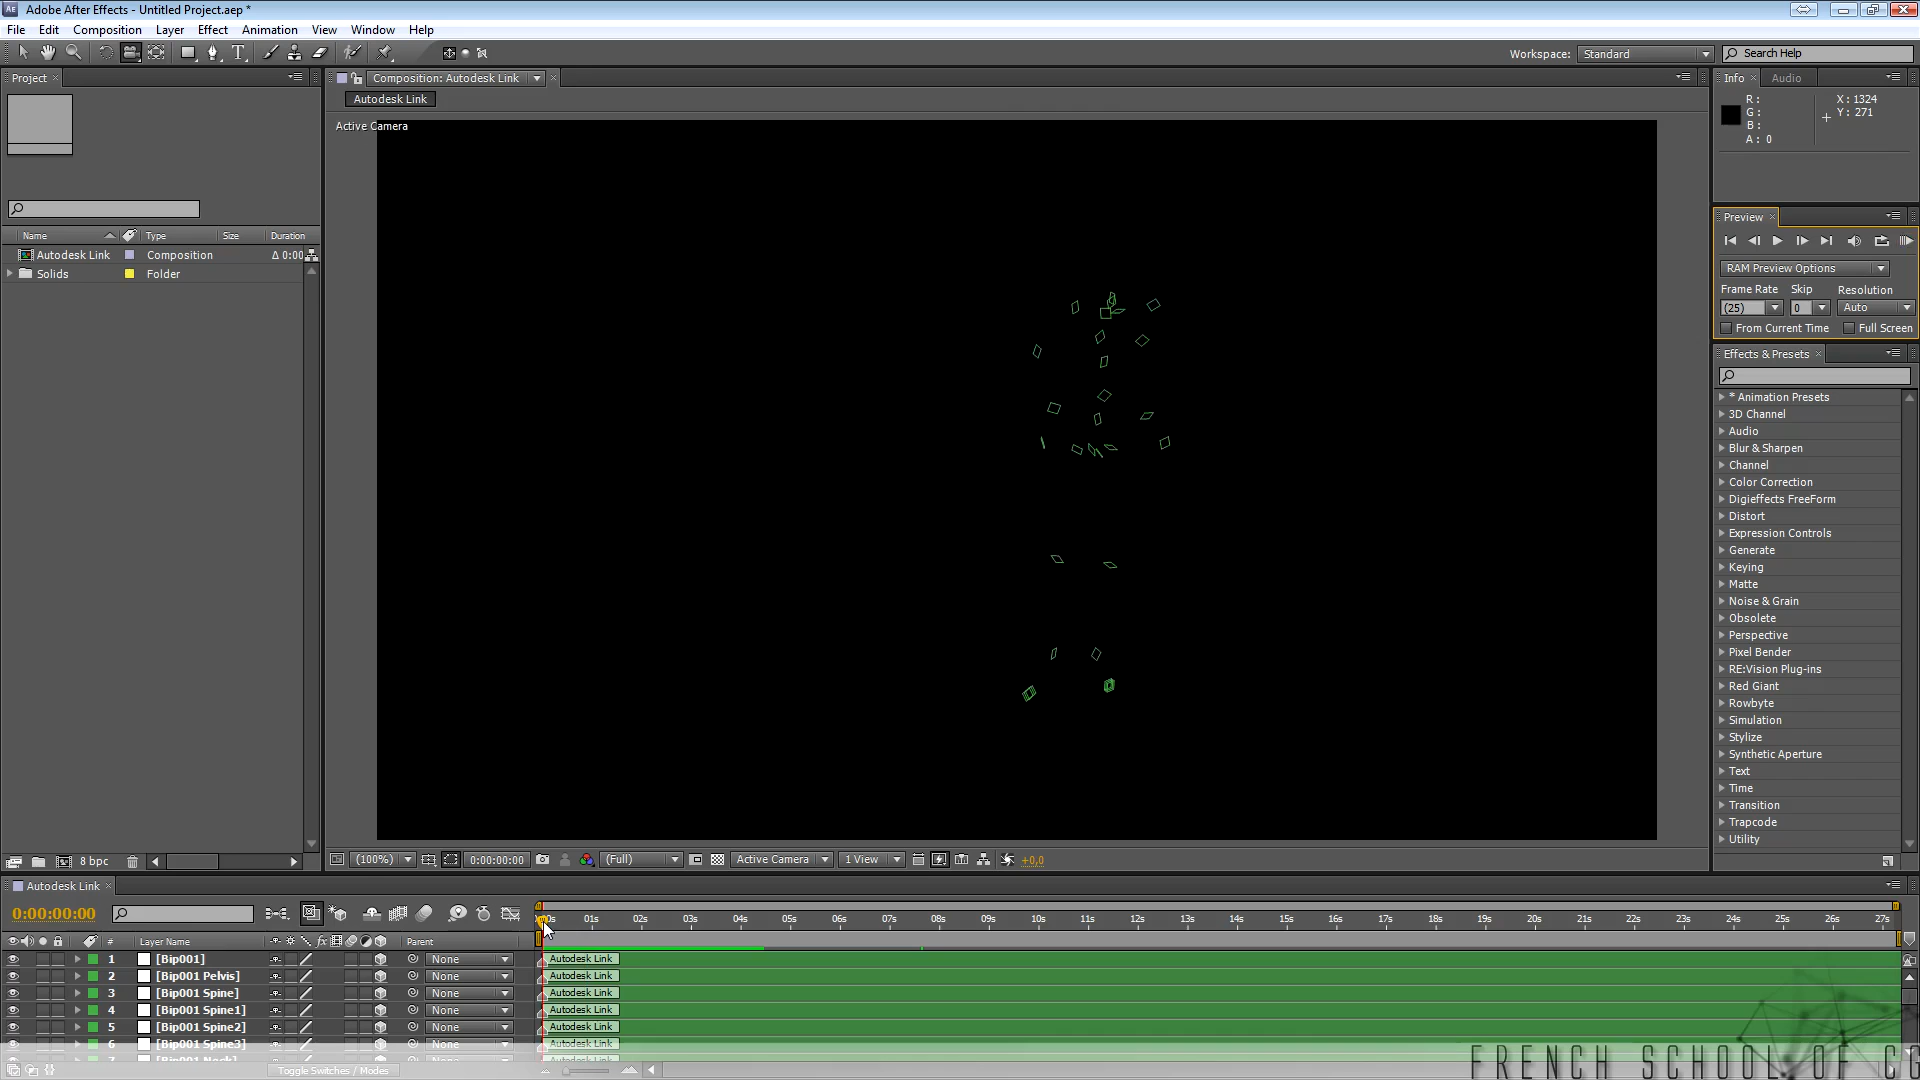 Adobe After Effects - Untitled Project.aep *
File Edit Composition Layer Effect Animation View Window Help
Workspace: Standard Search Help
Project
Composition: Autodesk Link
Info Audio
Autodesk Link
R :
G :
B :
A : 0
X : 1324
Y : 271
Active Camera
Preview
Name Type Size Duration
Autodesk Link Composition Δ 0:00
Solids Folder
RAM Preview Options
Frame Rate Skip Resolution
(25) 0 Auto
From Current Time Full Screen
Effects & Presets
* Animation Presets
3D Channel
Audio
Blur & Sharpen
Channel
Color Correction
Digieffects FreeForm
Distort
Expression Controls
Generate
Keying
Matte
Noise & Grain
Obsolete
Perspective
Pixel Bender
RE:Vision Plug-ins
Red Giant
Rowbyte
Simulation
Stylize
Synthetic Aperture
Text
Time
Transition
Trapcode
Utility
8 bpc
(100%) 0:00:00:00 (Full) Active Camera 1 View +0,0
Autodesk Link
0:00:00:00
01s 02s 03s 04s 05s 06s 07s 08s 09s 10s 11s 12s 13s 14s 15s 16s 17s 18s 19s 20s 21s 22s 23s 24s 25s 26s 27s
# Layer Name Parent
1 [Bip001] None Autodesk Link
2 [Bip001 Pelvis] None Autodesk Link
3 [Bip001 Spine] None Autodesk Link
4 [Bip001 Spine1] None Autodesk Link
5 [Bip001 Spine2] None Autodesk Link
6 [Bip001 Spine3] None Autodesk Link
Toggle Switches / Modes
FRENCH SCHOOL OF